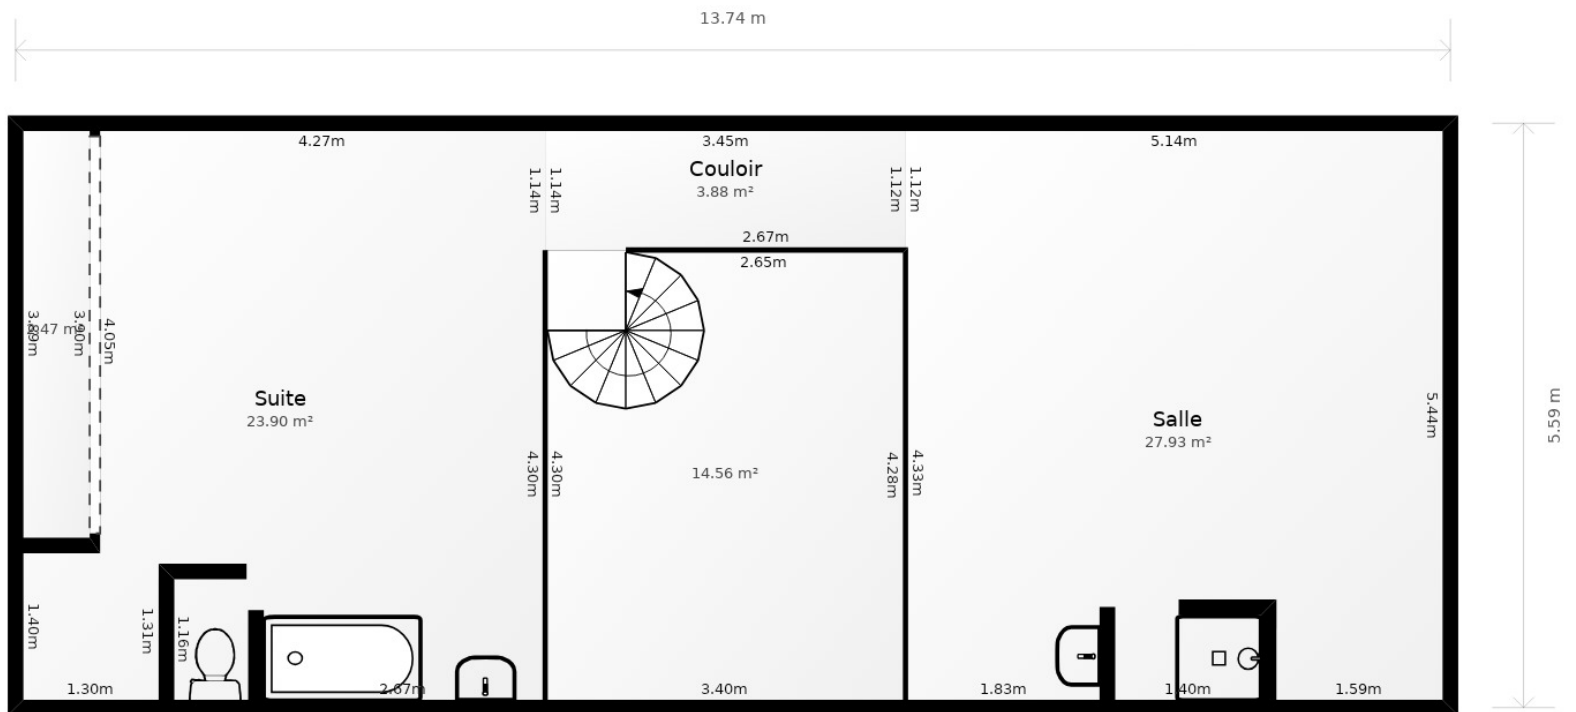 13.74 m
4.27m
3.45m
5.14m
Couloir
3.88 m²
1.14m
1.14m
1.12m
1.12m
2.67m
2.65m
3.90m
4.05m
Suite
23.90 m²
5.59 m
5.44m
Salle
27.93 m²
4.30m
4.30m
14.56 m²
4.28m
4.33m
1.40m
1.31m
1.16m
1.30m
2.67m
3.40m
1.83m
1.40m
1.59m